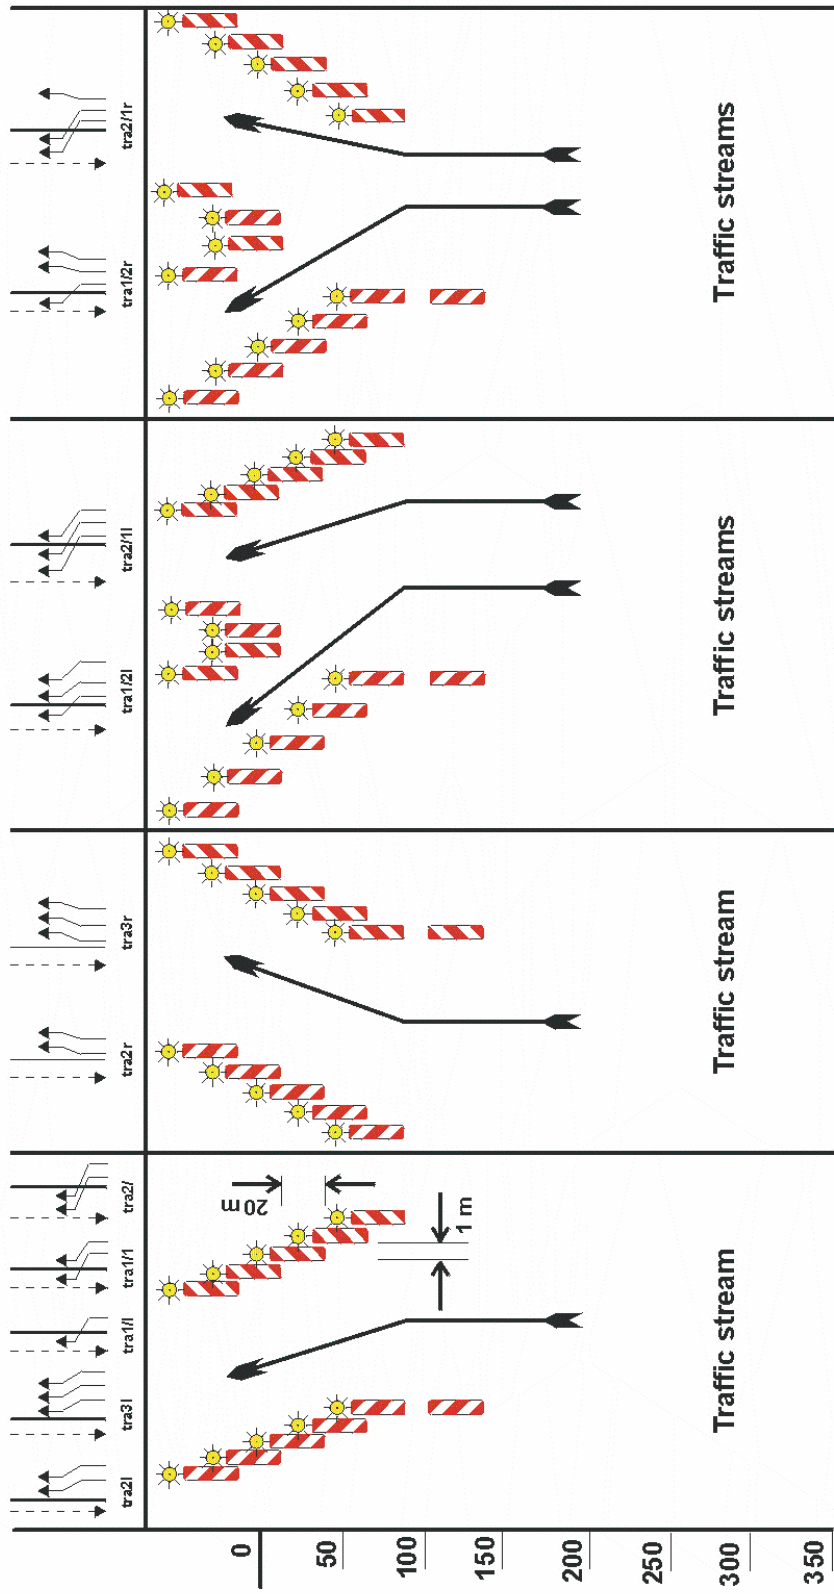 tra2l tra3l tra1/l tra1/1 tra2/ tra2r tra3r tra1/2l tra2/1l tra1/2r tra2/1r
0
20 m
50
100
1 m
150
200
250
300
350
Traffic stream
Traffic stream
Traffic streams
Traffic streams